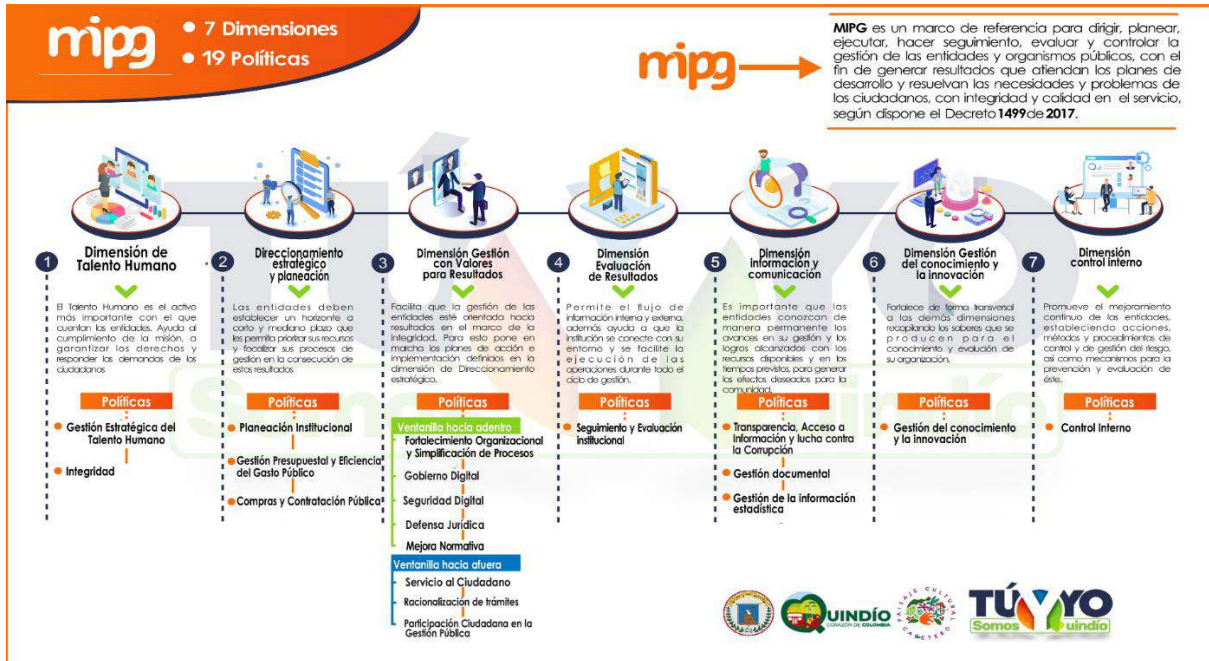 mipg
7 Dimensiones
19 Políticas
mipg
MIPG es un marco de referencia para dirigir, planear,
ejecutar, hacer seguimiento, evaluar y controlar la
gestión de las entidades y organismos públicos, con el
fin de generar resultados que atiendan los planes de
desarrollo y resuelvan las necesidades y problemas de
los ciudadanos, con integridad y calidad en el servicio,
según dispone el Decreto 1499de 2017.
TÚ Y YO
Somos Quindío
1
Dimensión de
Talento Humano
El Talento Humano es el activo
más importante con el que
cuentan las entidades. Ayuda al
cumplimiento de la misión, a
garantizar los derechos y
responder las demandas de los
ciudadanos
Políticas
Gestión Estratégica del
Talento Humano
Integridad
2
Direccionamiento
estratégico
y planeación
Las entidades deben
establecer un horizonte a
corto y mediano plazo que
les permita priorizar sus recursos
y focalizar sus procesos de
gestión en la consecución de
estos resultados
Políticas
Planeación Institucional
Gestión Presupuestal y Eficiencia
del Gasto Público
Compras y Contratación Pública
3
Dimensión Gestión
con Valores
para Resultados
Facilita que la gestión de las
entidades esté orientada hacia
resultados en el marco de la
integridad. Para esto pone en
marcha los planes de acción e
implementación definidos en la
dimensión de Direccionamiento
estratégico.
Políticas
Ventanilla hacia adentro
Fortalecimiento Organizacional
y Simplificación de Procesos
Gobierno Digital
Seguridad Digital
Defensa Jurídica
Mejora Normativa
Ventanilla hacia afuera
Servicio al Ciudadano
Racionalización de trámites
Participación Ciudadana en la
Gestión Pública
4
Dimensión
Evaluación
de Resultados
Permite el flujo de
información interna y externa,
además ayuda a que la
institución se conecte con su
entorno y se facilite la
ejecución de las
operaciones durante todo el
ciclo de gestión.
Políticas
Seguimiento y Evaluación
institucional
5
Dimensión
información y
comunicación
Es importante que las
entidades conozcan de
manera permanente los
avances en su gestión y los
logros alcanzados con los
recursos disponibles y en los
tiempos previstos, para generar
los efectos deseados para la
comunidad.
Políticas
Transparencia, Acceso a
Información y lucha contra
la Corrupción
Gestión documental
Gestión de la información
estadística
6
Dimensión Gestión
del conocimiento y
la innovación
Fortalece de forma transversal
a las demás dimensiones
recopilando los saberes que se
producen para el
conocimiento y evolución de
su organización.
Políticas
Gestión del conocimiento
y la innovación
7
Dimensión
control interno
Promueve el mejoramiento
continuo de las entidades,
estableciendo acciones,
métodos y procedimientos de
control y de gestión del riesgo,
así como mecanismos para la
prevención y evaluación de
éste.
Políticas
Control Interno
QUINDÍO
CORAZÓN DE COLOMBIA
PAISAJE CULTURAL
CAFETERO
TÚ Y YO
Somos Quindío